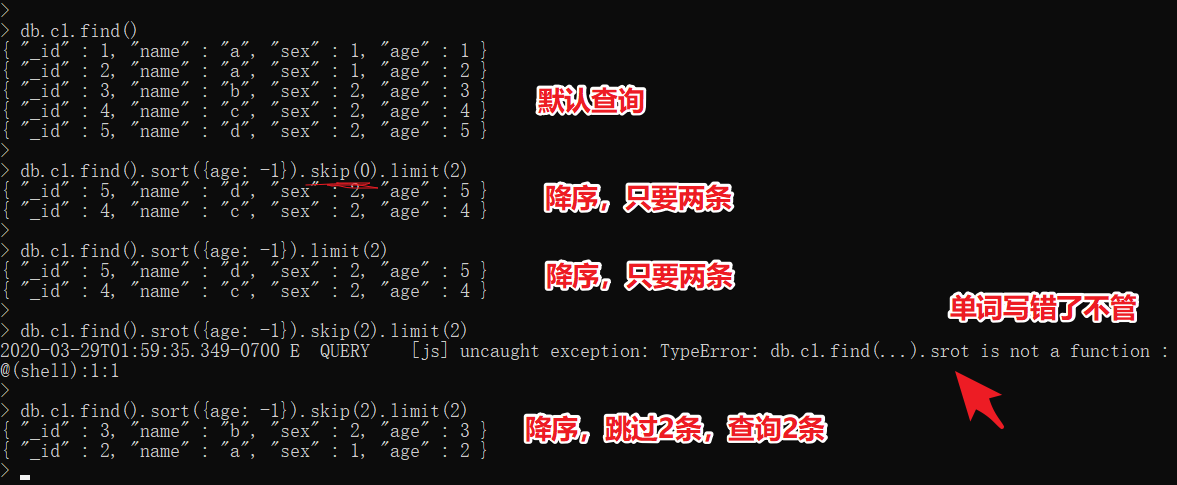 >
> db.c1.find()
{ "_id" : 1, "name" : "a", "sex" : 1, "age" : 1 }
{ "_id" : 2, "name" : "a", "sex" : 1, "age" : 2 }
{ "_id" : 3, "name" : "b", "sex" : 2, "age" : 3 }
{ "_id" : 4, "name" : "c", "sex" : 2, "age" : 4 }
{ "_id" : 5, "name" : "d", "sex" : 2, "age" : 5 }
默认查询
>
> db.c1.find().sort({age: -1}).skip(0).limit(2)
{ "_id" : 5, "name" : "d", "sex" : 2, "age" : 5 }
{ "_id" : 4, "name" : "c", "sex" : 2, "age" : 4 }
降序，只要两条
>
> db.c1.find().sort({age: -1}).limit(2)
{ "_id" : 5, "name" : "d", "sex" : 2, "age" : 5 }
{ "_id" : 4, "name" : "c", "sex" : 2, "age" : 4 }
降序，只要两条
>
单词写错了不管
> db.c1.find().srot({age: -1}).skip(2).limit(2)
2020-03-29T01:59:35.349-0700 E  QUERY    [js] uncaught exception: TypeError: db.c1.find(...).srot is not a function :
@(shell):1:1
>
> db.c1.find().sort({age: -1}).skip(2).limit(2)
{ "_id" : 3, "name" : "b", "sex" : 2, "age" : 3 }
{ "_id" : 2, "name" : "a", "sex" : 1, "age" : 2 }
降序，跳过2条，查询2条
>